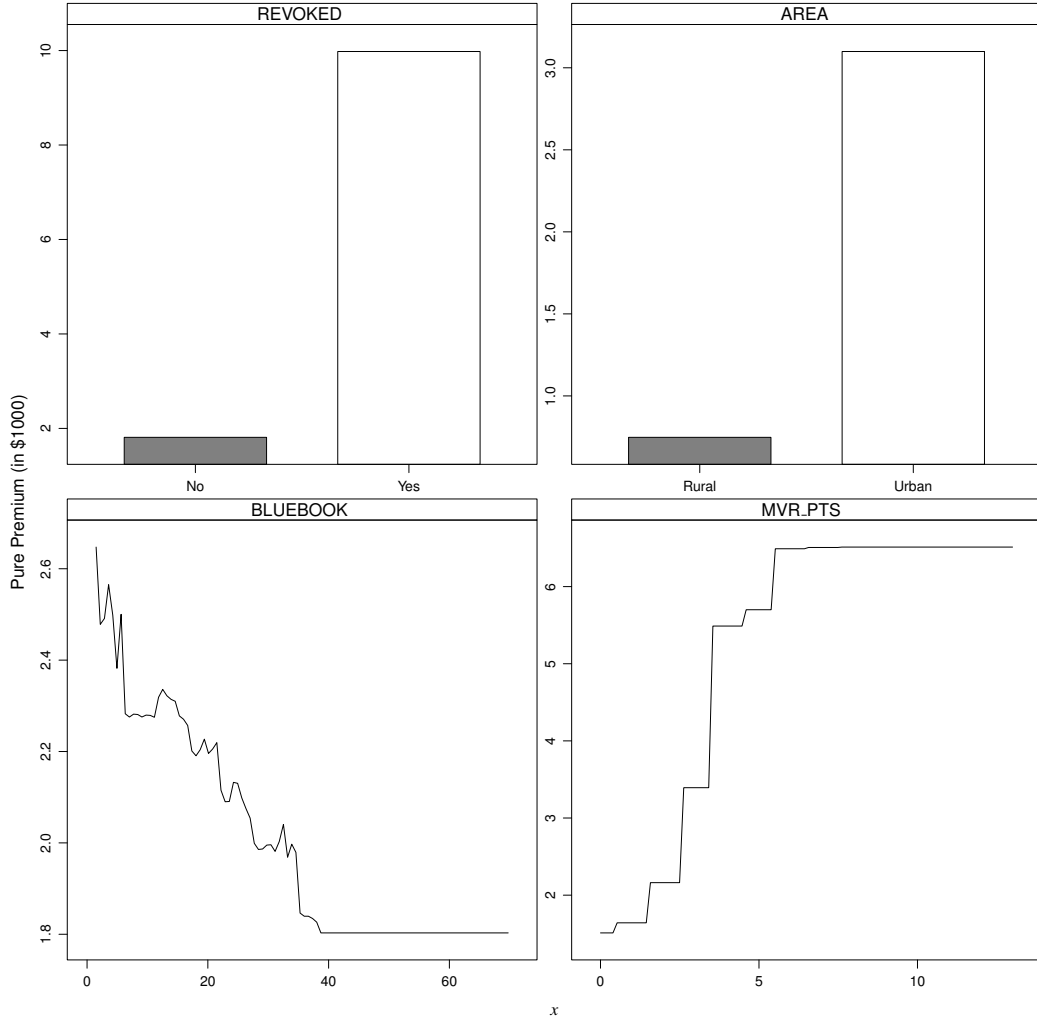 REVOKED
AREA
Pure Premium (in $1000)
10
8
6
4
2
No
Yes
3.0
2.5
2.0
1.5
1.0
Rural
Urban
BLUEBOOK
MVR_PTS
2.6
2.4
2.2
2.0
1.8
0
20
40
60
6
5
4
3
2
0
5
10
x